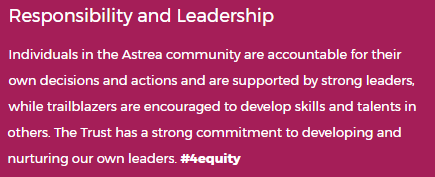 Responsibility and Leadership
Individuals in the Astrea community are accountable for their
own decisions and actions and are supported by strong leaders,
while trailblazers are encouraged to develop skills and talents in
others. The Trust has a strong commitment to developing and
nurturing our own leaders. #4equity